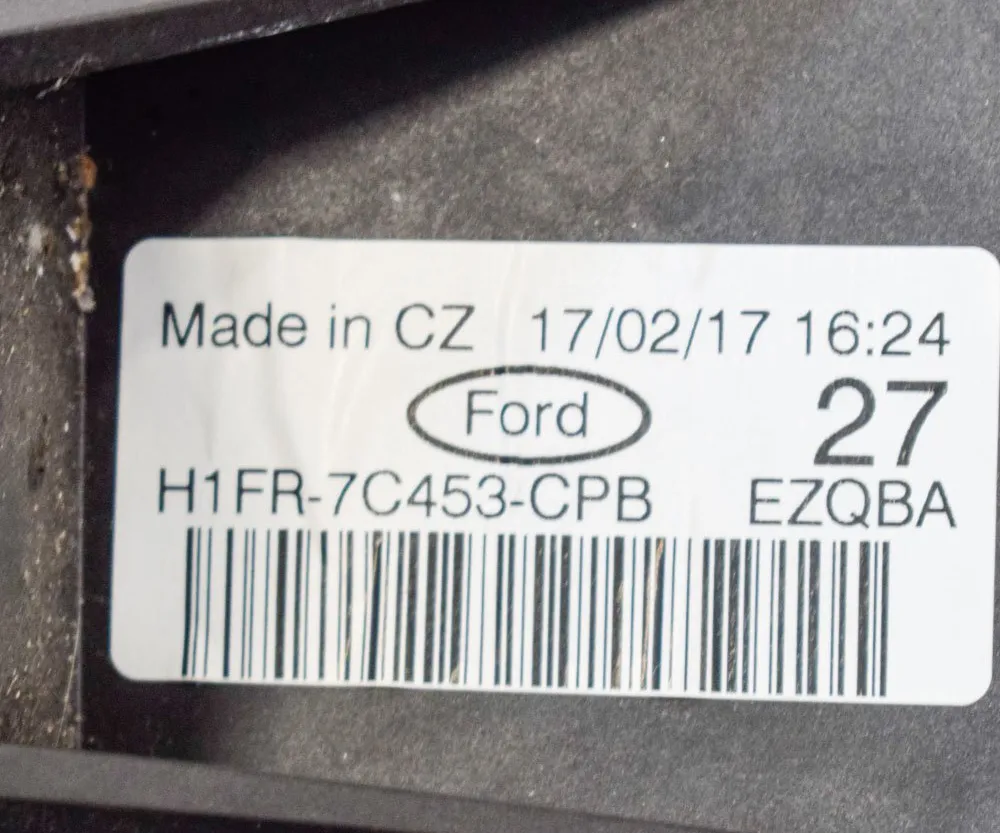 Made in CZ 17/02/17 16:24
Ford 27
H1FR-7C453-CPB EZQBA